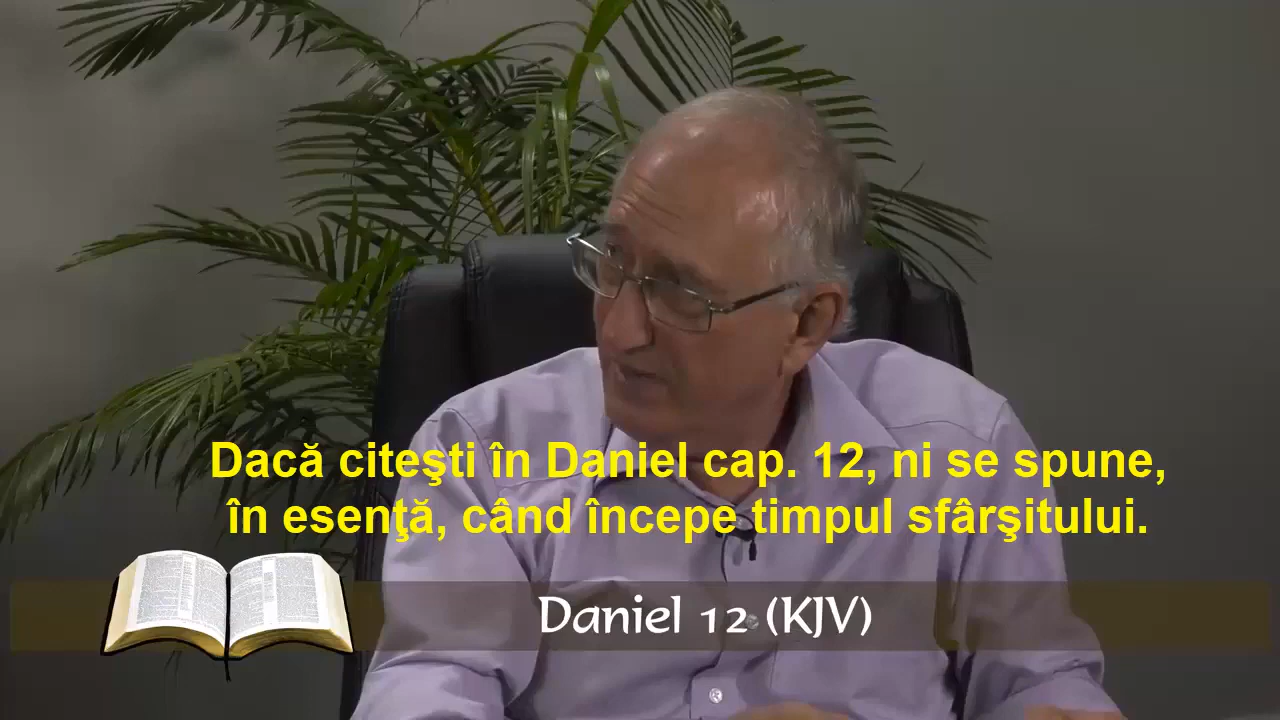 Dacă citeşti în Daniel cap. 12, ni se spune,
în esenţă, când începe timpul sfârşitului.
Daniel 12 (KJV)